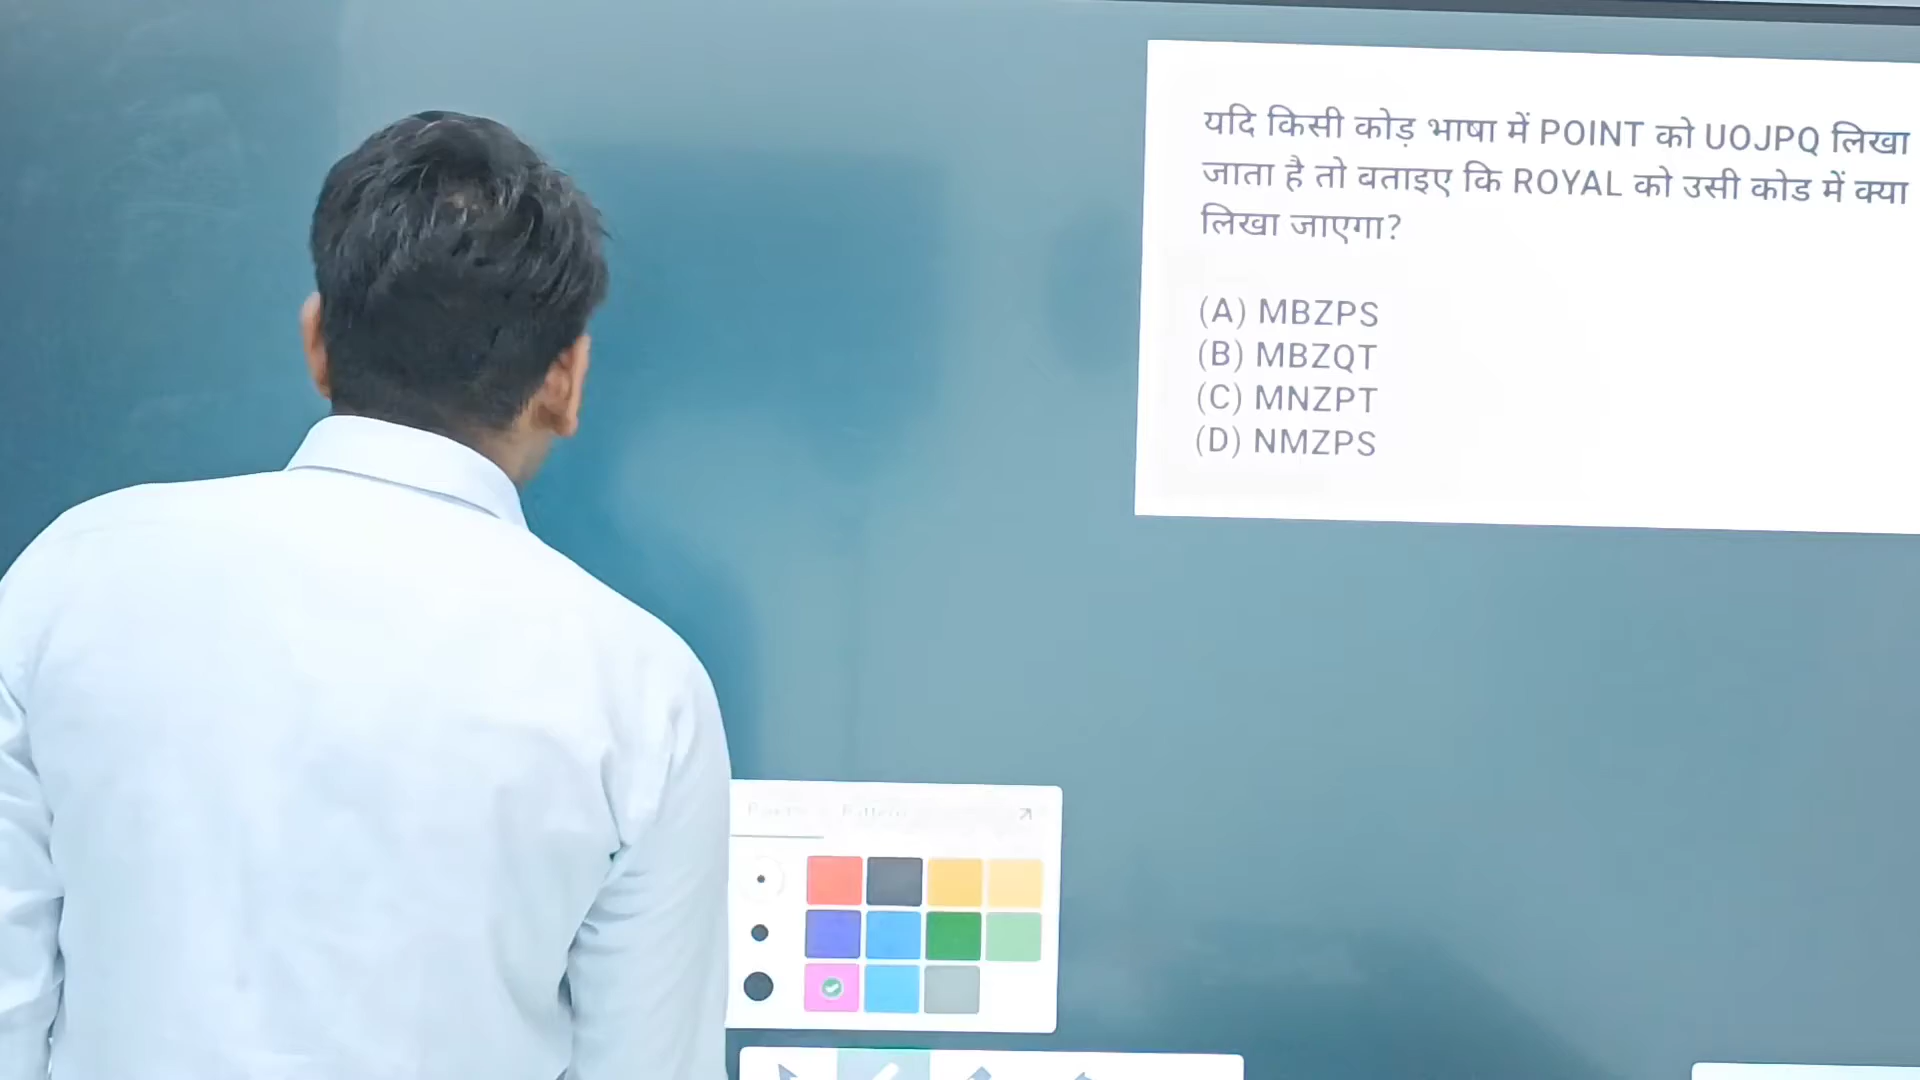 यदि किसी कोड़ भाषा में POINT को UOJPQ लिखा
जाता है तो बताइए कि ROYAL को उसी कोड में क्या
लिखा जाएगा?
(A) MBZPS
(B) MBZQT
(C) MNZPT
(D) NMZPS